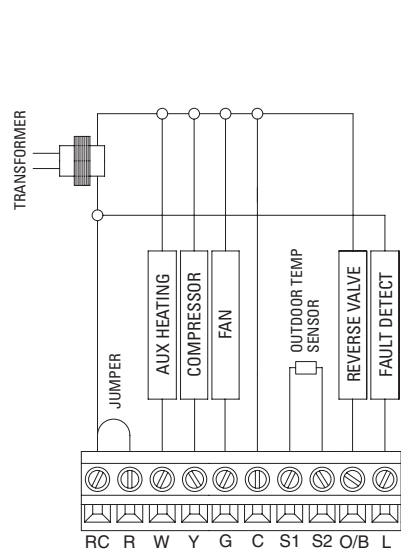 TRANSFORMER
JUMPER
AUX HEATING
COMPRESSOR
FAN
OUTDOOR TEMP
SENSOR
REVERSE VALVE
FAULT DETECT
RC R W Y G C S1 S2 O/B L